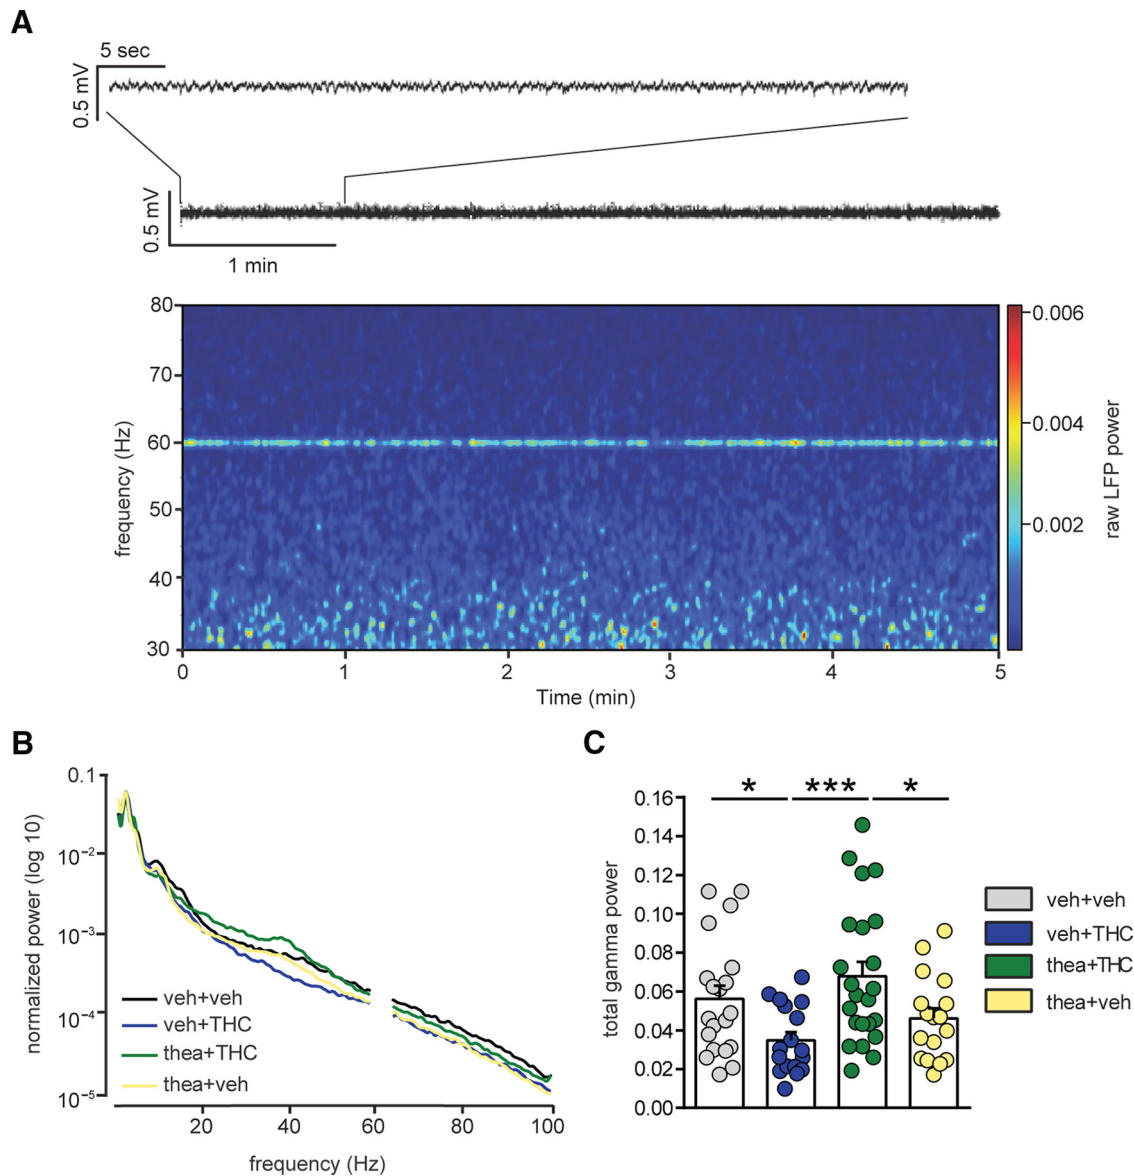 A
5 sec
0.5 mV
0.5 mV
1 min
80
70
60
50
40
30
frequency (Hz)
0
1
2
3
4
5
Time (min)
0.006
0.004
0.002
raw LFP power
B
0.1
10−2
10−3
10−4
10−5
normalized power (log 10)
veh+veh
veh+THC
thea+THC
thea+veh
20
40
60
80
100
frequency (Hz)
C
* *** *
0.16
0.14
0.12
0.10
0.08
0.06
0.04
0.02
0.00
total gamma power
veh+veh
veh+THC
thea+THC
thea+veh